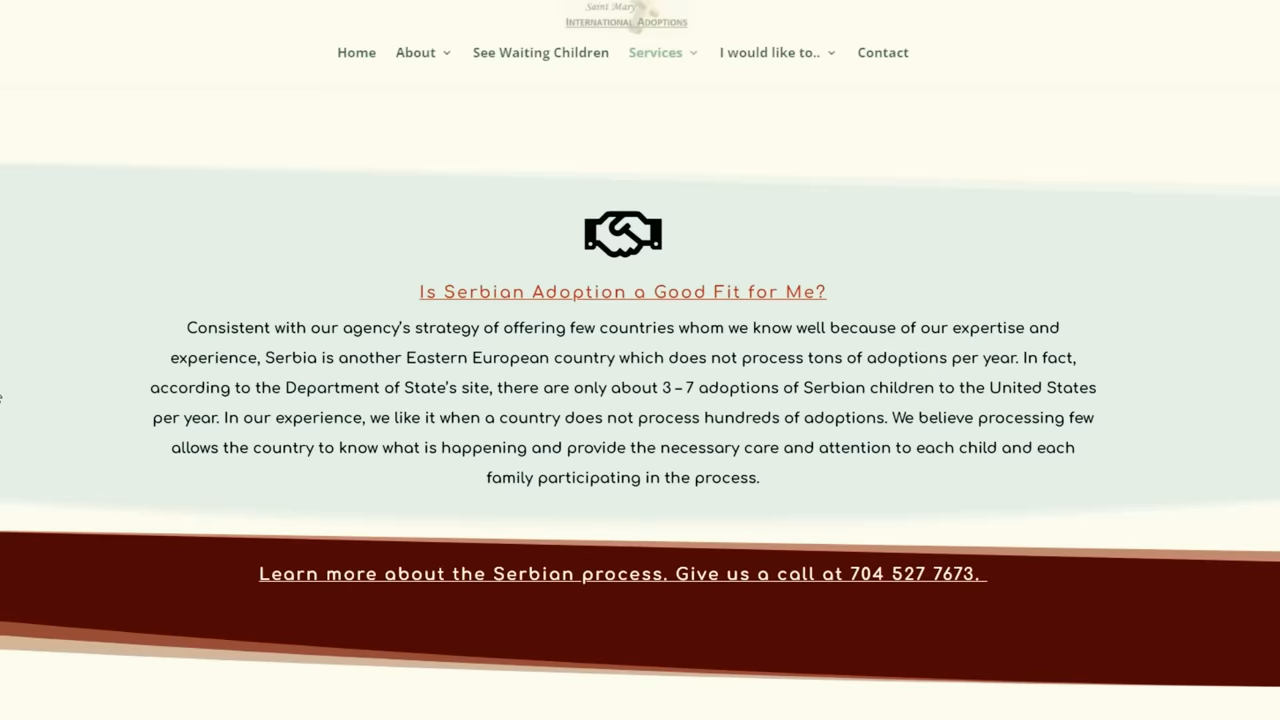 Saint Mary
International Adoptions
Home About See Waiting Children Services I would like to.. Contact
Is Serbian Adoption a Good Fit for Me?
Consistent with our agency's strategy of offering few countries whom we know well because of our expertise and
experience, Serbia is another Eastern European country which does not process tons of adoptions per year. In fact,
according to the Department of State's site, there are only about 3 – 7 adoptions of Serbian children to the United States
per year. In our experience, we like it when a country does not process hundreds of adoptions. We believe processing few
allows the country to know what is happening and provide the necessary care and attention to each child and each
family participating in the process.
Learn more about the Serbian process. Give us a call at 704 527 7673.